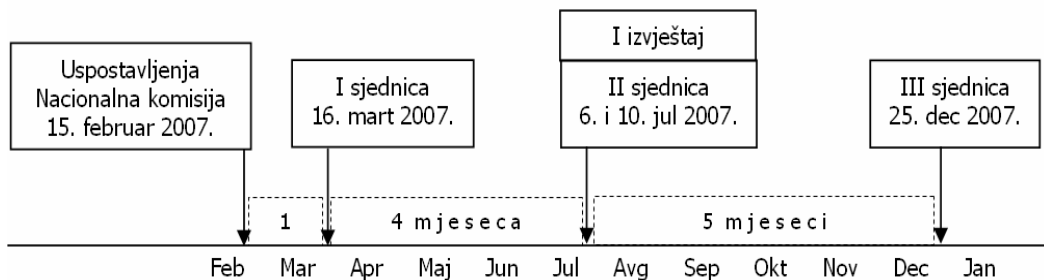 Uspostavljenja
Nacionalna komisija
15. februar 2007.
I sjednica
16. mart 2007.
I izvještaj
II sjednica
6. i 10. jul 2007.
III sjednica
25. dec 2007.
1
4 mjeseca
5 mjeseci
Feb Mar Apr Maj Jun Jul Avg Sep Okt Nov Dec Jan